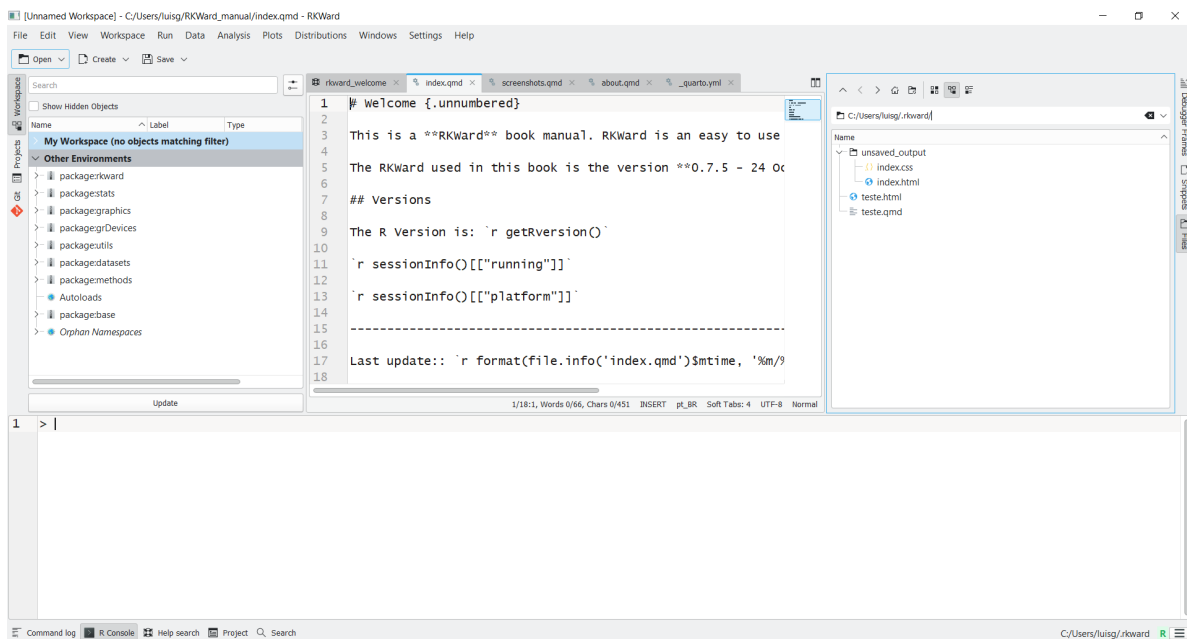 [Unnamed Workspace] - C:/Users/luisg/RKWard_manual/index.qmd - RKWard
File Edit View Workspace Run Data Analysis Plots Distributions Windows Settings Help
Open Create Save
Workspace
Projects
Git
Search
Show Hidden Objects
Name Label Type
My Workspace (no objects matching filter)
Other Environments
package:rkward
package:stats
package:graphics
package:grDevices
package:utils
package:datasets
package:methods
Autoloads
package:base
Orphan Namespaces
Update
rkward_welcome index.qmd screenshots.qmd about.qmd _quarto.yml
1 # Welcome {.unnumbered}
2
3 This is a **RKWard** book manual. RKWard is an easy to use
4
5 The RKWard used in this book is the version **0.7.5 - 24 Oc
6
7 ## Versions
8
9 The R Version is: `r getRversion()`
10
11 `r sessionInfo()[["running"]]`
12
13 `r sessionInfo()[["platform"]]`
14
15 ------------------------------------------------------------
16
17 Last update:: `r format(file.info('index.qmd')$mtime, '%m/%
18
1/18:1, Words 0/66, Chars 0/451 INSERT pt_BR Soft Tabs: 4 UTF-8 Normal
C:/Users/luisg/.rkward/
Name
unsaved_output
index.css
index.html
teste.html
teste.qmd
Debugger Frames
Snippets
Files
1 >
Command log R Console Help search Project Search
C:/Users/luisg/.rkward R